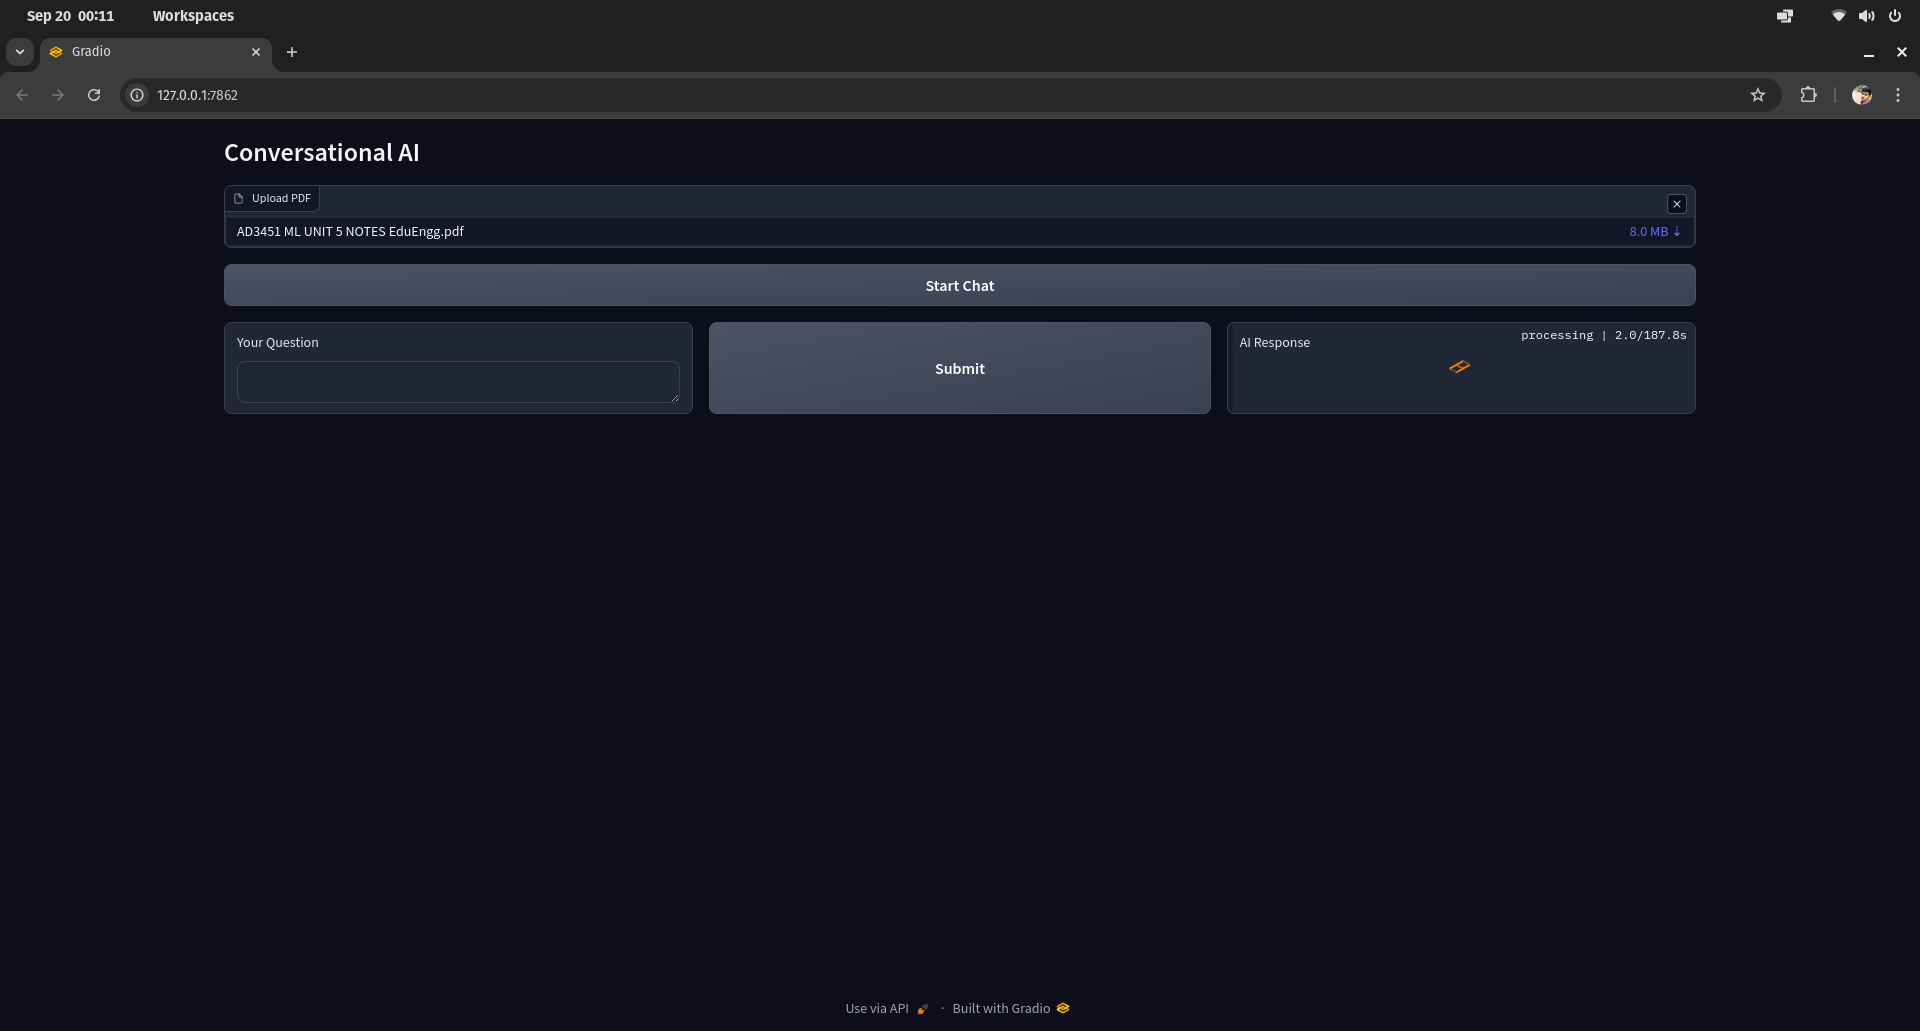 Sep 20 00:11 Workspaces
Gradio
127.0.0.1:7862
Conversational AI
Upload PDF
AD3451 ML UNIT 5 NOTES EduEngg.pdf 8.0 MB ⇣
Start Chat
Your Question
Submit
AI Response
processing | 2.0/187.8s
Use via API · Built with Gradio